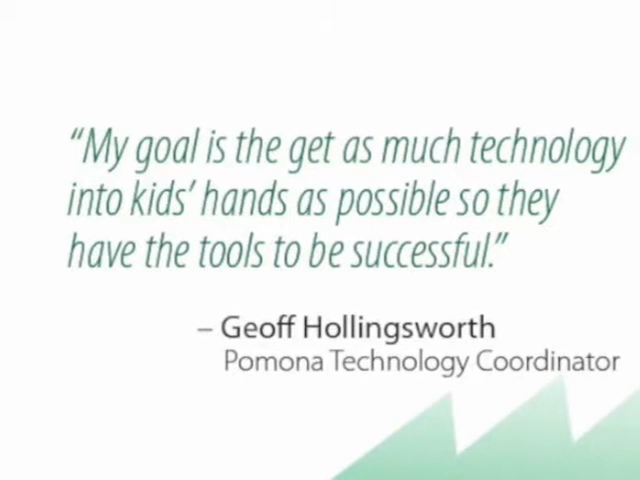 “My goal is the get as much technology
into kids’ hands as possible so they
have the tools to be successful.”
– Geoff Hollingsworth
Pomona Technology Coordinator